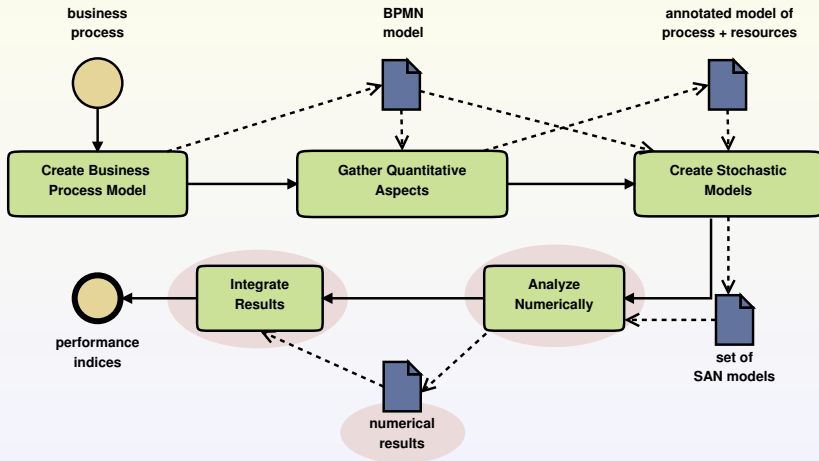 business
process
BPMN
model
annotated model of
process + resources
Create Business
Process Model
Gather Quantitative
Aspects
Create Stochastic
Models
Integrate
Results
Analyze
Numerically
performance
indices
set of
SAN models
numerical
results